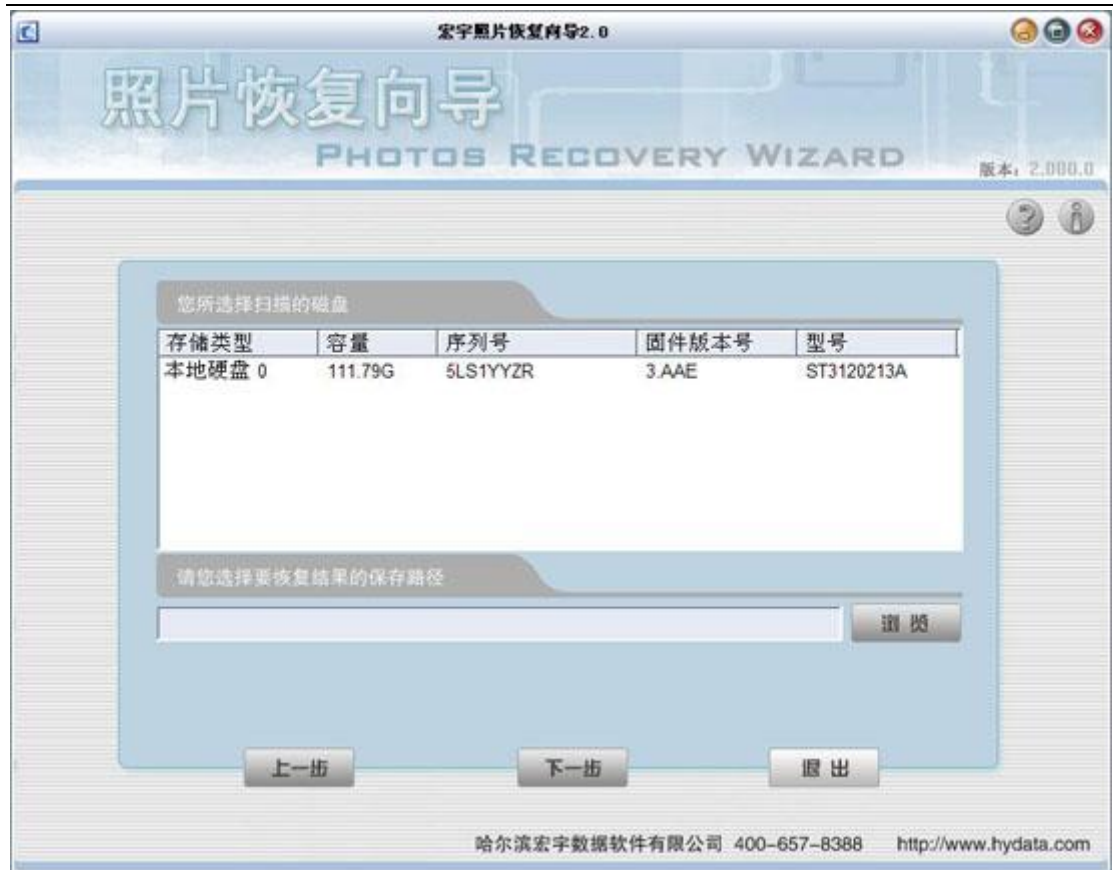 宏宇照片恢复向导2.0
照片恢复向导
PHOTOS RECOVERY WIZARD
版本: 2.000.0
您所选择扫描的磁盘
存储类型 容量 序列号 固件版本号 型号
本地硬盘 0 111.79G 5LS1YYZR 3.AAE ST3120213A
请您选择要恢复结果的保存路径
浏览
上一步 下一步 退出
哈尔滨宏宇数据软件有限公司 400-657-8388 http://www.hydata.com